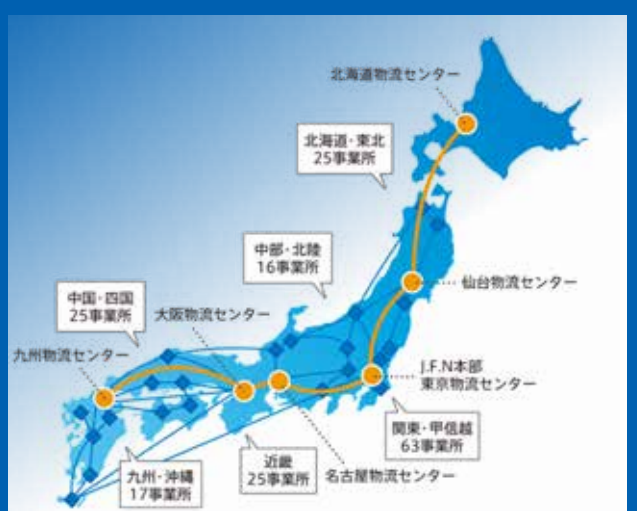 北海道物流センター
北海道・東北
25事業所
中部・北陸
16事業所
仙台物流センター
中国・四国
25事業所
大阪物流センター
九州物流センター
J.F.N本部
東京物流センター
関東・甲信越
63事業所
九州・沖縄
17事業所
近畿
25事業所
名古屋物流センター